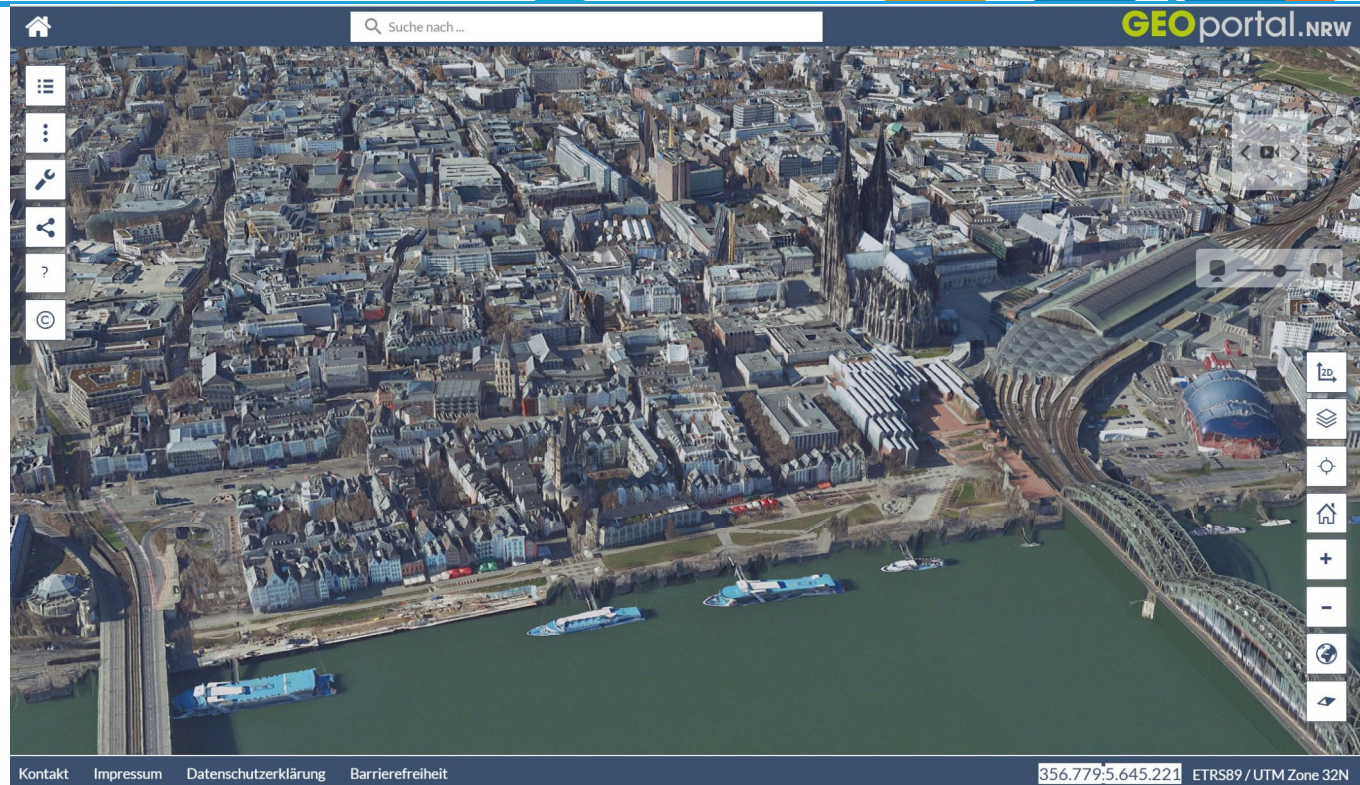 Suche nach ...
GEOportal.NRW
?
©
2D
+
-
Kontakt Impressum Datenschutzerklärung Barrierefreiheit
356.779:5.645.221 ETRS89 / UTM Zone 32N